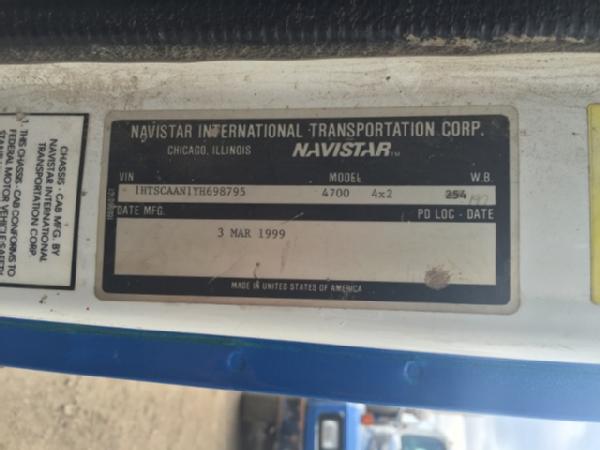 NAVISTAR INTERNATIONAL TRANSPORTATION CORP.
CHICAGO, ILLINOIS NAVISTAR TM
VIN MODEL W.B.
1HTSCAAN1YH698795 4700 4x2 254
DATE MFG. PD LOC - DATE
3 MAR 1999
MADE IN UNITED STATES OF AMERICA
CHASSIS - CAB MFG. BY
NAVISTAR INTERNATIONAL
TRANSPORTATION CORP.
THIS CHASSIS - CAB CONFORMS TO
FEDERAL MOTOR VEHICLE SAFETY